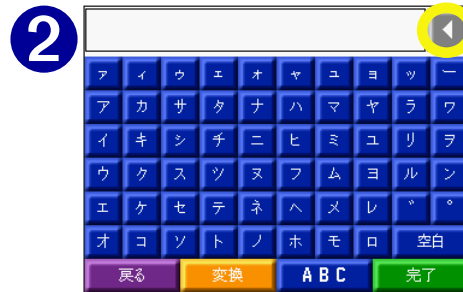 2
ァ ィ ゥ ェ ォ ャ ュ ョ ッ ー
ア カ サ タ ナ ハ マ ヤ ラ ワ
イ キ シ チ ニ ヒ ミ ユ リ ヲ
ウ ク ス ツ ヌ フ ム ヨ ル ン
エ ケ セ テ ネ ヘ メ レ ゛ ゜
オ コ ソ ト ノ ホ モ ロ 空白
戻る 変換 ABC 完了